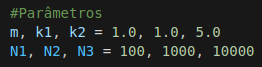 #Parâmetros
m, k1, k2 = 1.0, 1.0, 5.0
N1, N2, N3 = 100, 1000, 10000